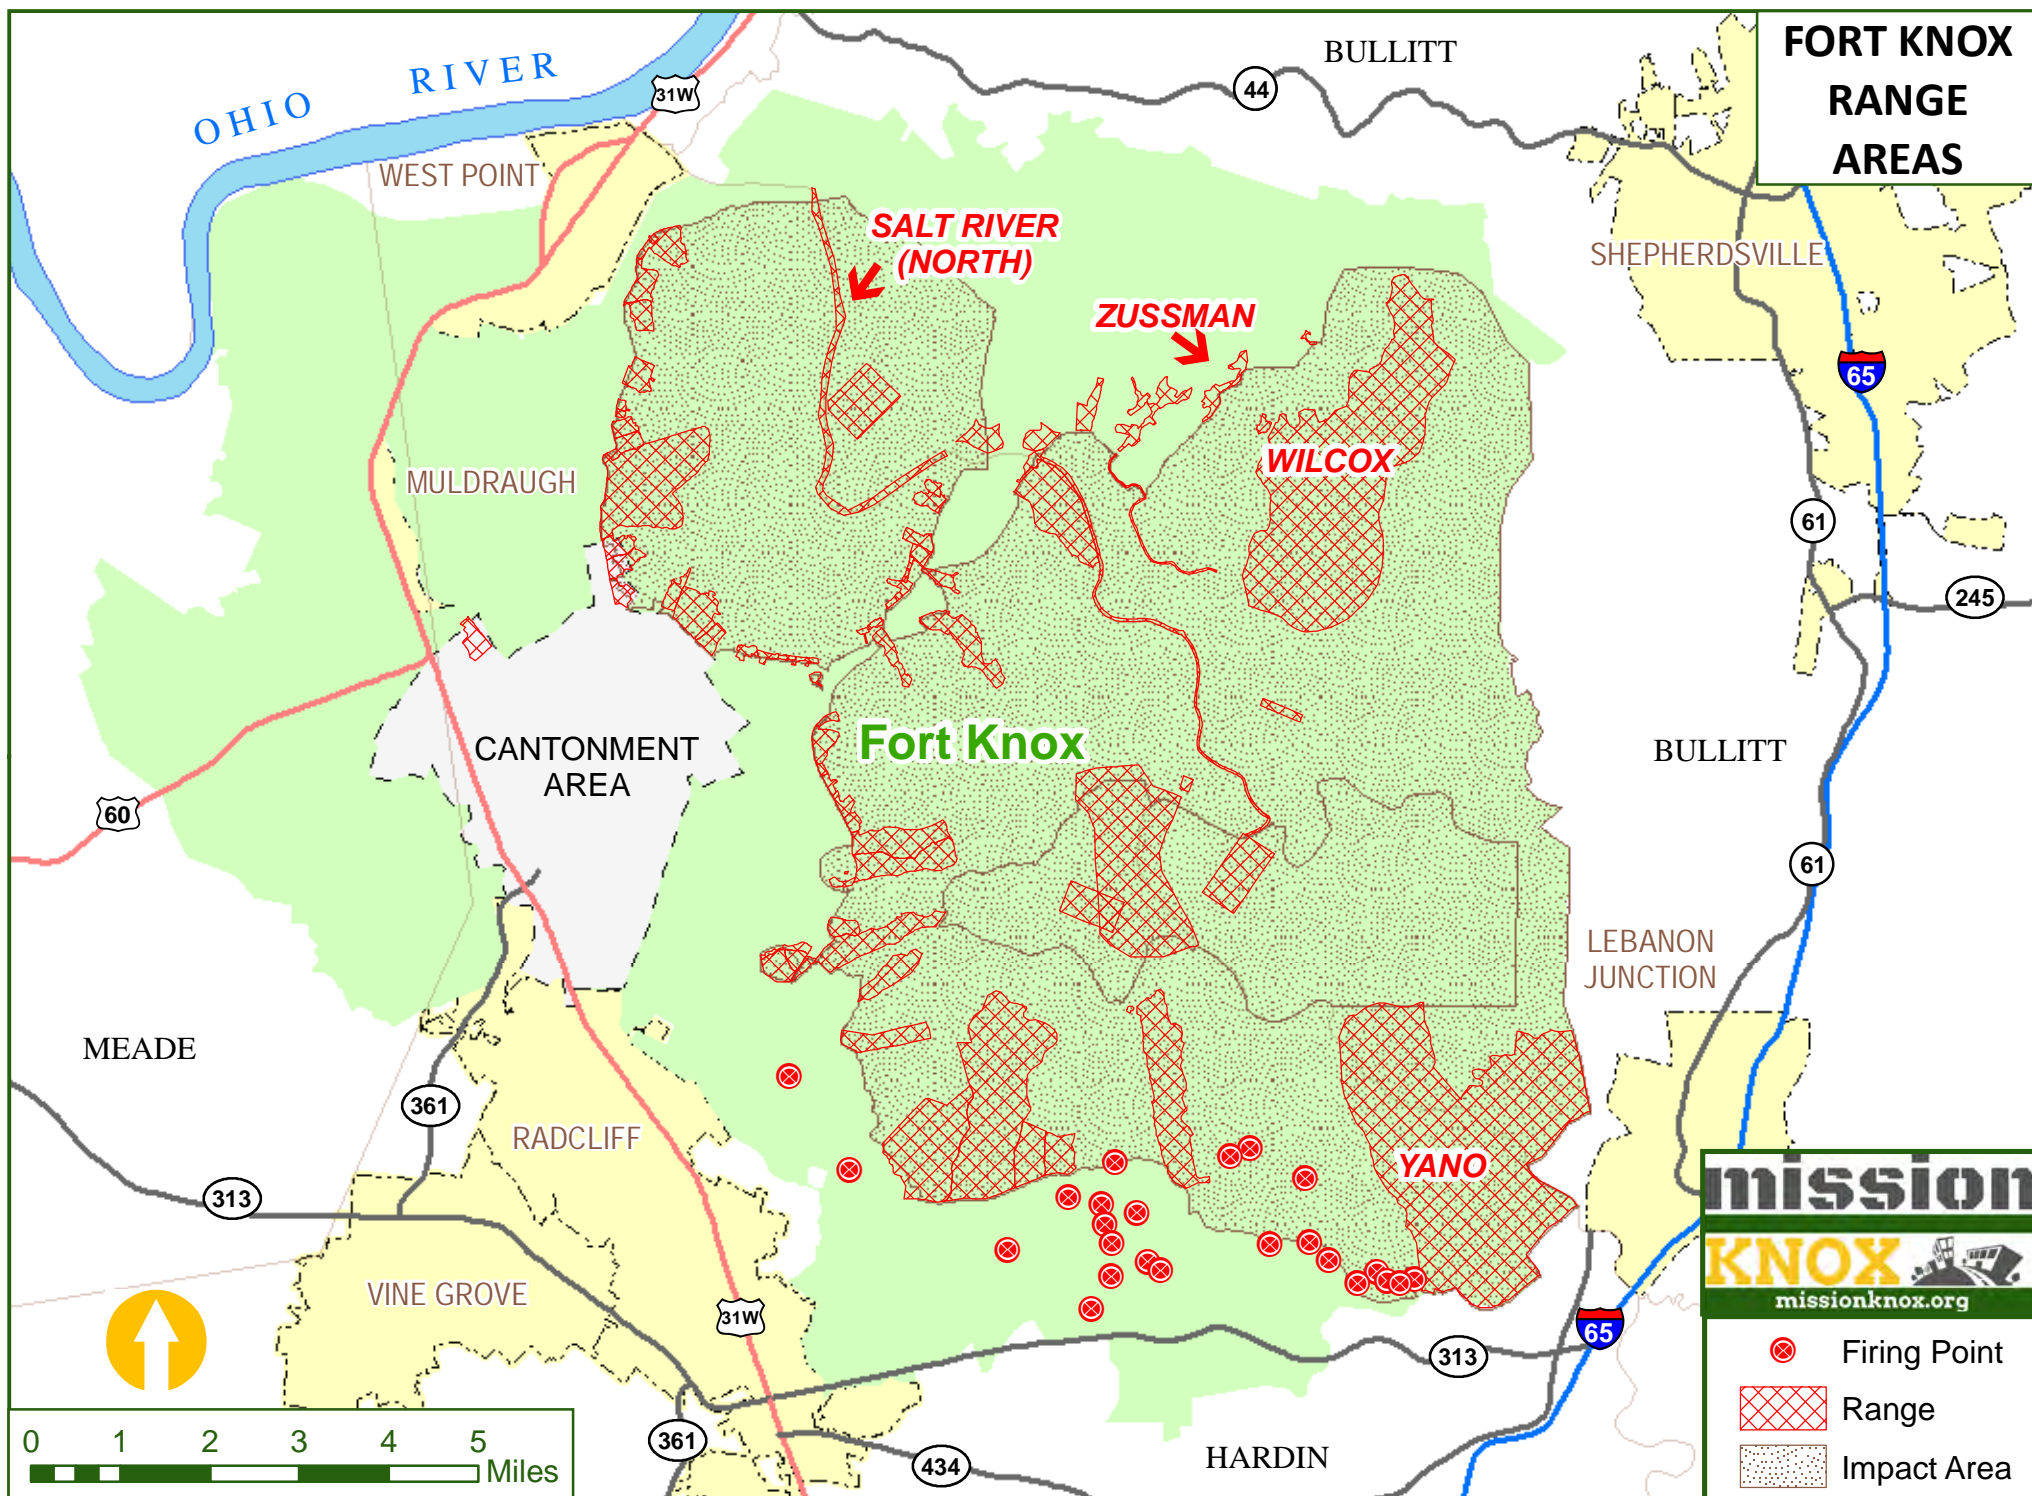 FORT KNOX
RANGE
AREAS
BULLITT
OHIO RIVER
31W
44
WEST POINT
SALT RIVER
(NORTH)
SHEPHERDSVILLE
ZUSSMAN
65
WILCOX
MULDRAUGH
61
245
Fort Knox
CANTONMENT
AREA
BULLITT
60
61
LEBANON
JUNCTION
MEADE
361
RADCLIFF
YANO
313
VINE GROVE
31W
65
313
361
434
HARDIN
mission
KNOX
missionknox.org
Firing Point
Range
Impact Area
0 1 2 3 4 5
Miles